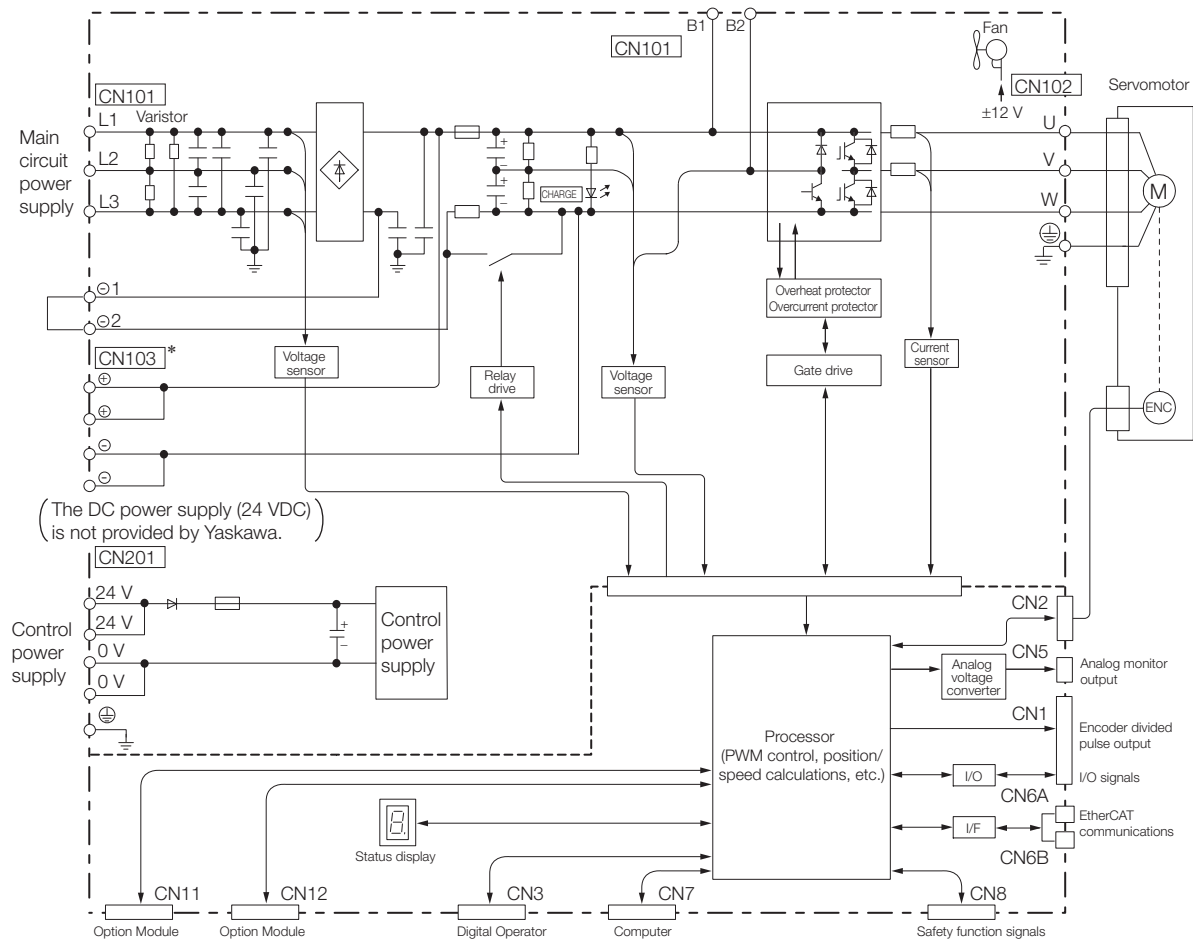 B1
B2
CN101
Fan
±12 V
CN102
Servomotor
CN101
L1
Varistor
Main
circuit
power
supply
L2
L3
+
−
+
−
CHARGE
U
V
W
M
ENC
⊖1
⊖2
CN103 *
⊕
⊕
⊖
⊖
Voltage
sensor
Relay
drive
Voltage
sensor
Overheat protector
Overcurrent protector
Gate drive
Current
sensor
(The DC power supply (24 VDC)
is not provided by Yaskawa.)
CN201
Control
power
supply
24 V
24 V
0 V
0 V
+
−
Control
power
supply
Processor
(PWM control, position/
speed calculations, etc.)
CN2
CN5
Analog
voltage
converter
Analog monitor
output
CN1
Encoder divided
pulse output
I/O
I/O signals
CN6A
I/F
EtherCAT
communications
CN6B
8.
Status display
CN11
CN12
CN3
CN7
CN8
Option Module
Option Module
Digital Operator
Computer
Safety function signals